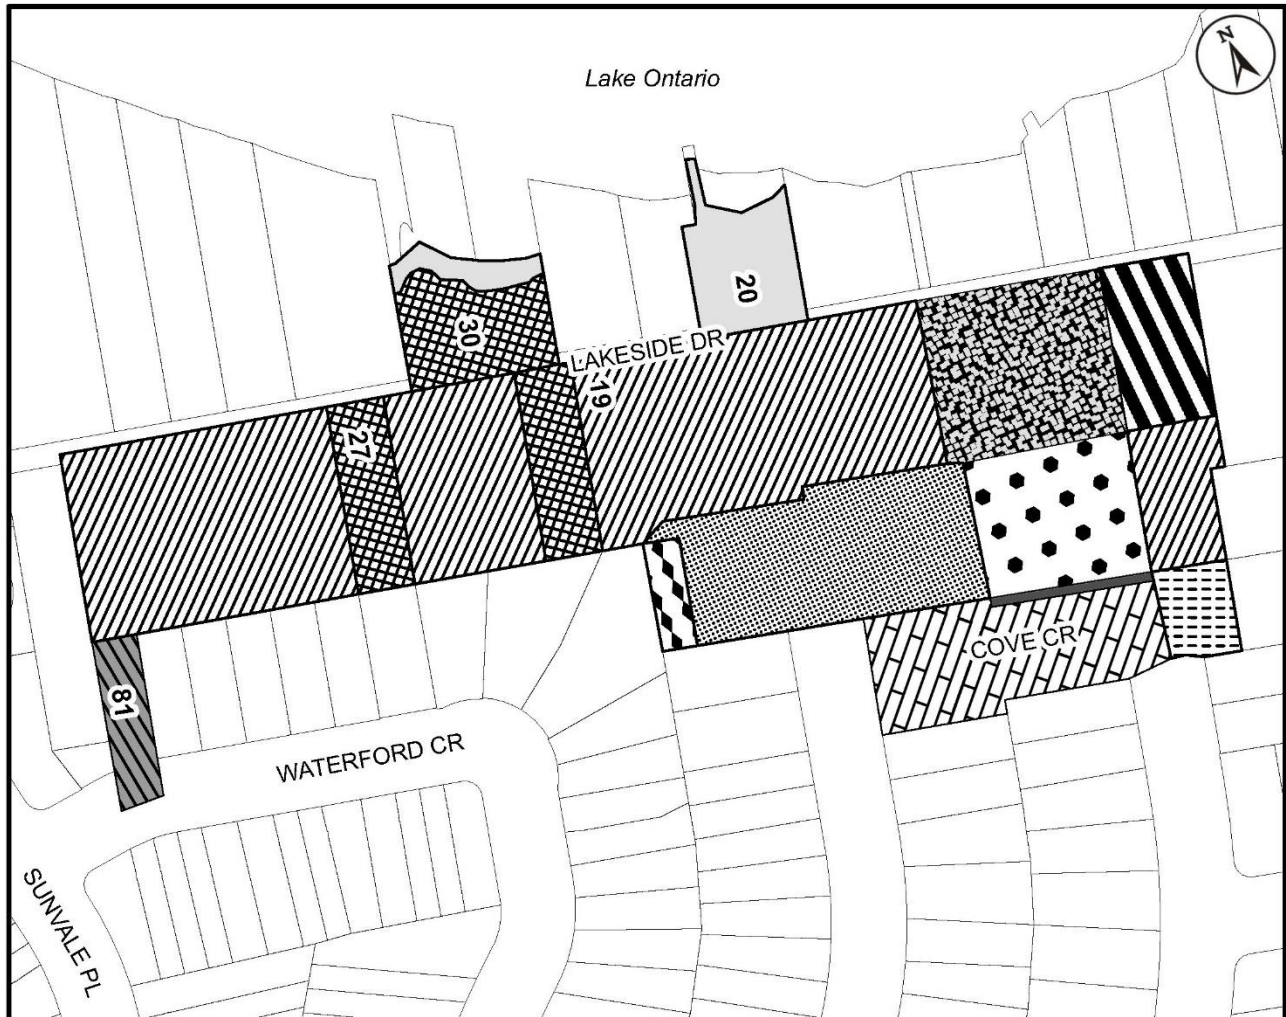 N
Lake Ontario
20
30
LAKESIDE DR
19
27
COVE CR
81
WATERFORD CR
SUNVALE PL